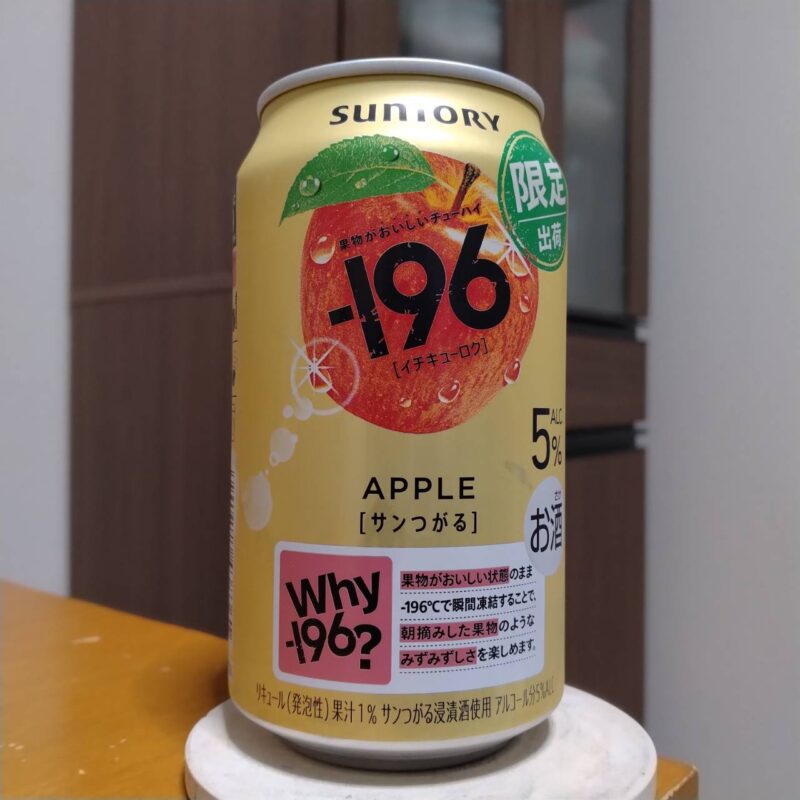 SUNTORY
限定
出荷
果物がおいしいチューハイ
-196
[イチキューロク]
ALC
5%
APPLE
[サンつがる]
さけ
お酒
Why
-196?
果物がおいしい状態のまま
-196℃で瞬間凍結することで、
朝摘みした果物のような
みずみずしさを楽しめます。
リキュール(発泡性)果汁1% サンつがる浸漬酒使用 アルコール分5%ALC